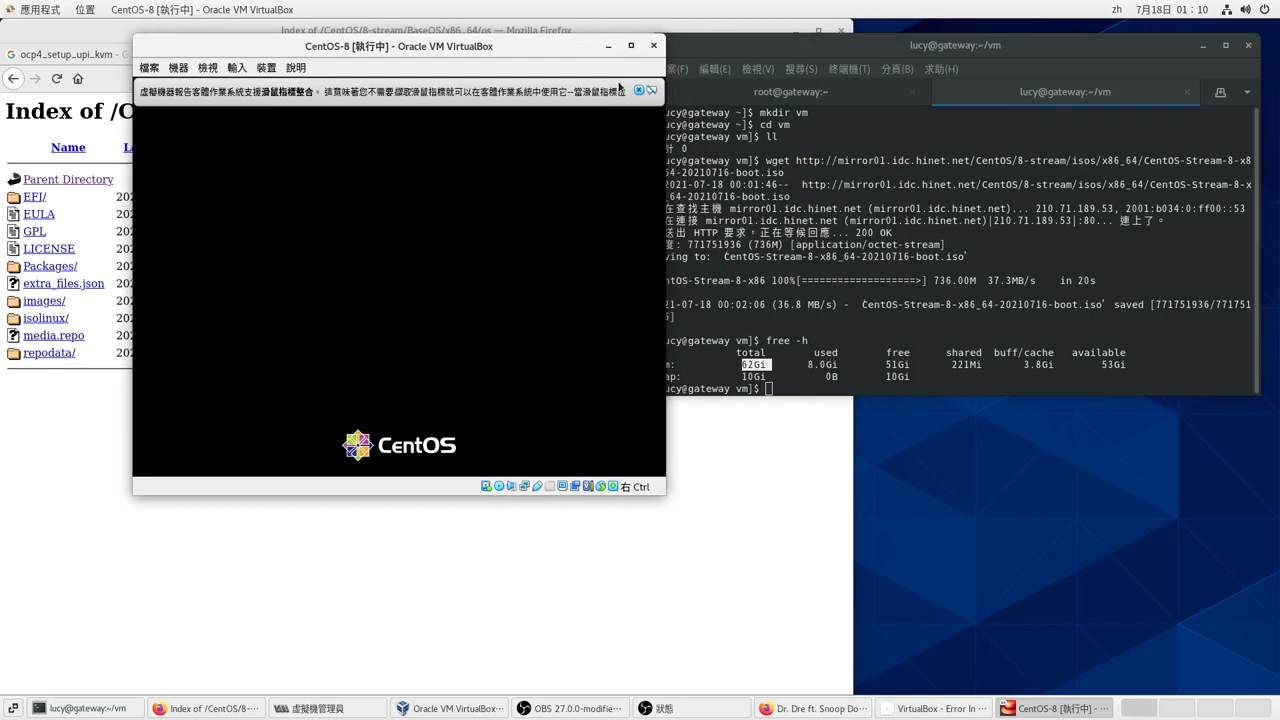 應用程式 位置 CentOS-8 [執行中] - Oracle VM VirtualBox zh 7月18日 01:10
Index of /CentOS/8-stream/BaseOS/x86_64/os — Mozilla Firefox
ocp4_setup_upi_kvm
Index of /C
Name
Parent Directory 202
EFI/ 202
EULA 202
GPL 202
LICENSE 202
Packages/ 202
extra_files.json 202
images/ 202
isolinux/ 202
media.repo 202
repodata/ 202
CentOS-8 [執行中] - Oracle VM VirtualBox
檔案 機器 檢視 輸入 裝置 說明
虛擬機器報告客體作業系統支援滑鼠指標整合。這意味著您不需要擷取滑鼠指標就可以在客體作業系統中使用它--當滑鼠指標位
CentOS
右 Ctrl
lucy@gateway:~/vm
案(F) 編輯(E) 檢視(V) 搜尋(S) 終端機(T) 分頁(B) 求助(H)
root@gateway:~ lucy@gateway:~/vm
ucy@gateway ~]$ mkdir vm
ucy@gateway ~]$ cd vm
ucy@gateway vm]$ ll
計 0
ucy@gateway vm]$ wget http://mirror01.idc.hinet.net/CentOS/8-stream/isos/x86_64/CentOS-Stream-8-x8
_64-20210716-boot.iso
2021-07-18 00:01:46-- http://mirror01.idc.hinet.net/CentOS/8-stream/isos/x86_64/CentOS-Stream-8-x
-64-20210716-boot.iso
在查找主機 mirror01.idc.hinet.net (mirror01.idc.hinet.net)... 210.71.189.53, 2001:b034:0:ff00::53
在連接 mirror01.idc.hinet.net (mirror01.idc.hinet.net)|210.71.189.53|:80... 連上了。
送出 HTTP 要求，正在等候回應... 200 OK
度: 771751936 (736M) [application/octet-stream]
ving to: ‘CentOS-Stream-8-x86_64-20210716-boot.iso’
ntOS-Stream-8-x86 100%[===================>] 736.00M 37.3MB/s in 20s
21-07-18 00:02:06 (36.8 MB/s) - ‘CentOS-Stream-8-x86_64-20210716-boot.iso’ saved [771751936/771751
]
ucy@gateway vm]$ free -h
total used free shared buff/cache available
m: 62Gi 8.0Gi 51Gi 221Mi 3.8Gi 53Gi
ap: 10Gi 0B 10Gi
ucy@gateway vm]$
lucy@gateway:~/vm Index of /CentOS/8-... 虛擬機管理員 Oracle VM VirtualBox... OBS 27.0.0-modifie... 狀態 Dr. Dre ft. Snoop Do... VirtualBox - Error In ... CentOS-8 [執行中] - ...